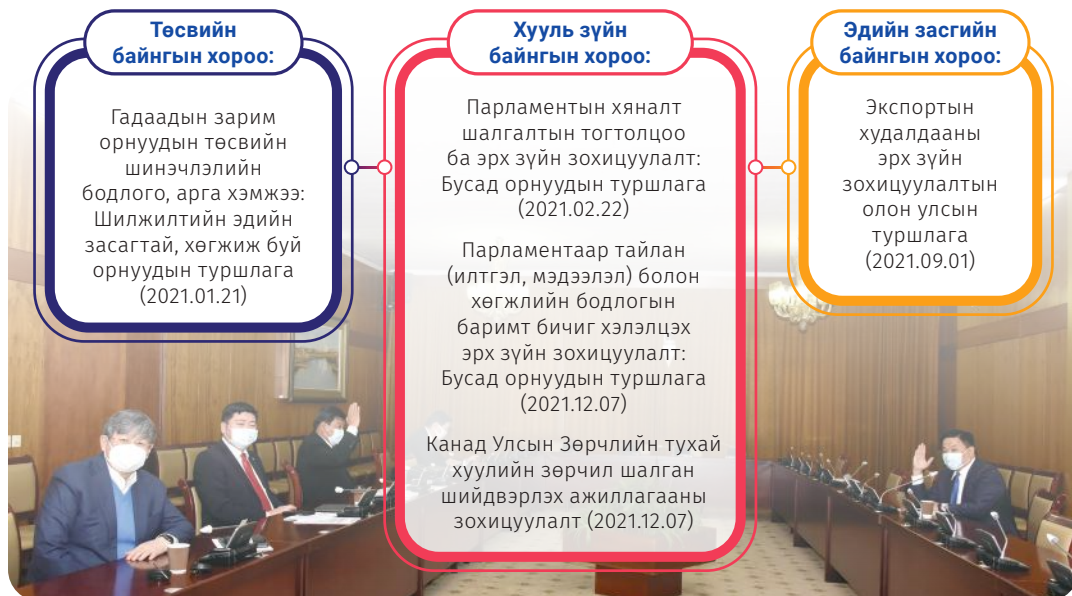 Төсвийн
байнгын хороо:
Гадаадын зарим
орнуудын төсвийн
шинэчлэлийн
бодлого, арга хэмжээ:
Шилжилтийн эдийн
засагтай, хөгжиж буй
орнуудын туршлага
(2021.01.21)
Хууль зүйн
байнгын хороо:
Парламентын хяналт
шалгалтын тогтолцоо
ба эрх зүйн зохицуулалт:
Бусад орнуудын туршлага
(2021.02.22)
Парламентаар тайлан
(илтгэл, мэдээлэл) болон
хөгжлийн бодлогын
баримт бичиг хэлэлцэх
эрх зүйн зохицуулалт:
Бусад орнуудын туршлага
(2021.12.07)
Канад Улсын Зөрчлийн тухай
хуулийн зөрчил шалган
шийдвэрлэх ажиллагааны
зохицуулалт (2021.12.07)
Эдийн засгийн
байнгын хороо:
Экспортын
худалдааны
эрх зүйн
зохицуулалтын
олон улсын
туршлага
(2021.09.01)